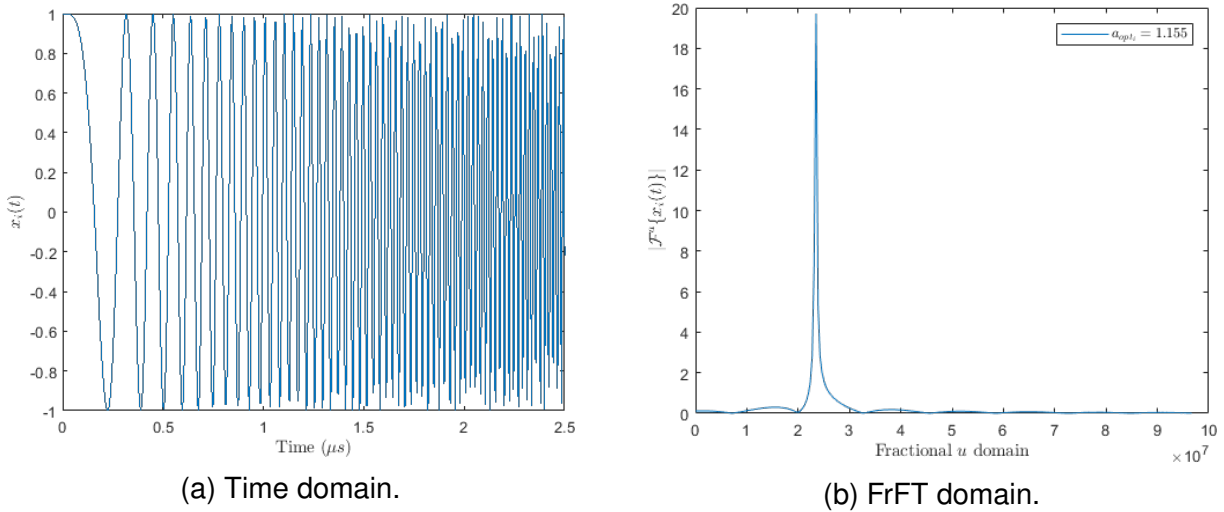 1
0.8
0.6
0.4
0.2
0
-0.2
-0.4
-0.6
-0.8
-1
x_i(t)
0 0.5 1 1.5 2 2.5
Time (μs)
(a) Time domain.
20
18
16
14
12
10
8
6
4
2
0
|𝓕^a{x_i(t)}|
a_{opt_i} = 1.155
0 1 2 3 4 5 6 7 8 9 10
×10^7
Fractional u domain
(b) FrFT domain.